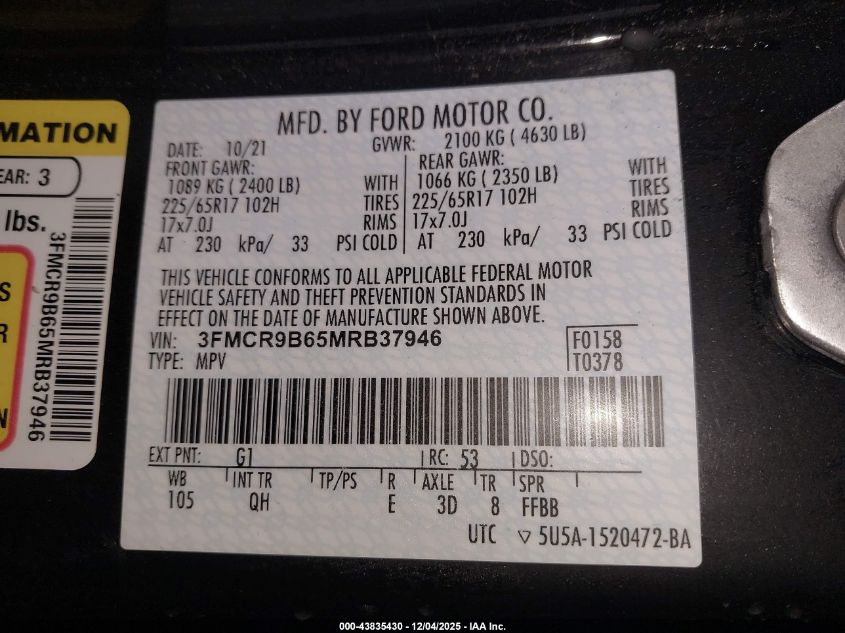 MATION
EAR: 3
lbs.
3FMCR9B65MRB37946
S
R
N
MFD. BY FORD MOTOR CO.
DATE: 10/21 GVWR: 2100 KG ( 4630 LB)
FRONT GAWR: REAR GAWR:
1089 KG ( 2400 LB) WITH 1066 KG ( 2350 LB) WITH
225/65R17 102H TIRES 225/65R17 102H TIRES
17x7.0J RIMS 17x7.0J RIMS
AT 230 kPa/ 33 PSI COLD AT 230 kPa/ 33 PSI COLD
THIS VEHICLE CONFORMS TO ALL APPLICABLE FEDERAL MOTOR
VEHICLE SAFETY AND THEFT PREVENTION STANDARDS IN
EFFECT ON THE DATE OF MANUFACTURE SHOWN ABOVE.
VIN: 3FMCR9B65MRB37946 F0158
TYPE: MPV T0378
EXT PNT: G1 RC: 53 DSO:
WB INT TR TP/PS R AXLE TR SPR
105 QH E 3D 8 FFBB
UTC ▽ 5U5A-1520472-BA
000-43835430 - 12/04/2025 - IAA Inc.